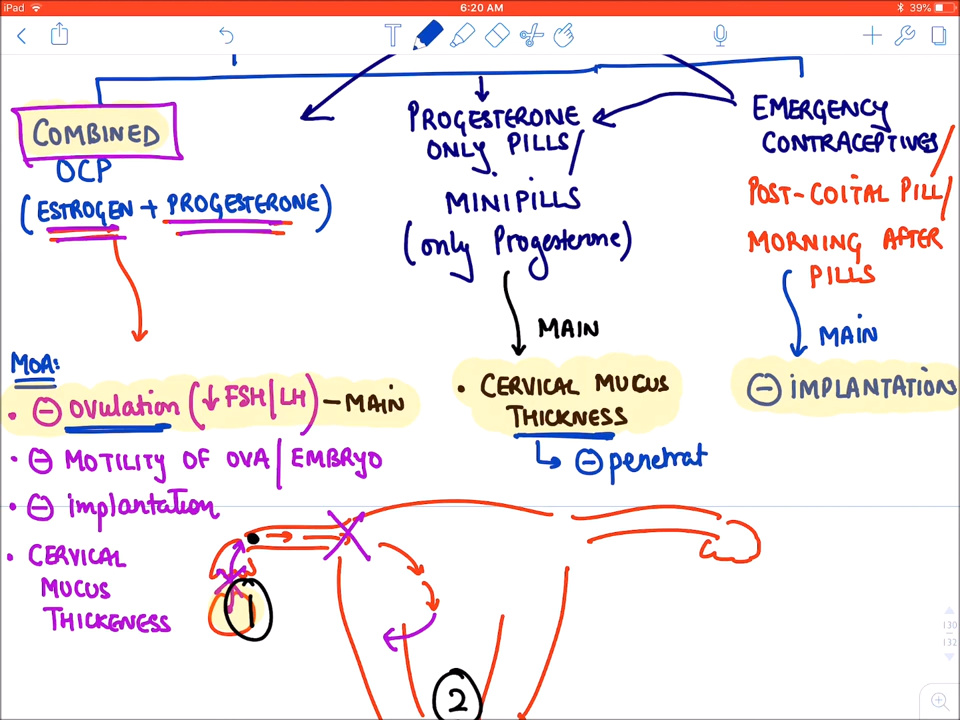 iPad
6:20 AM
39%
T
COMBINED
OCP
(ESTROGEN + PROGESTERONE)
PROGESTERONE
ONLY PILLS/
MINIPILLS
(only Progesterone)
EMERGENCY
CONTRACEPTIVES/
POST-COITAL PILL/
MORNING AFTER
PILLS
MAIN
MAIN
MOA:
• ⊖ OVUlation (↓ FSH/LH) – MAIN
• ⊖ MOTILITY OF OVA/EMBRYO
• ⊖ implantation
• CERVICAL
MUCUS
THICKENESS
• CERVICAL MUCUS
THICKNESS
↳ ⊖ penetrat
⊖ IMPLANTATIONS
1
2
130
132